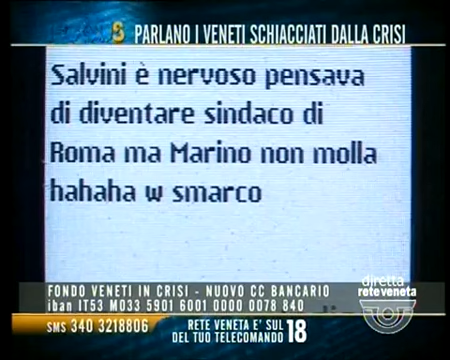 PARLANO I VENETI SCHIACCIATI DALLA CRISI
Salvini è nervoso pensava
di diventare sindaco di
Roma ma Marino non molla
hahaha w smarco
diretta
reteveneta
FONDO VENETI IN CRISI - NUOVO CC BANCARIO
iban IT53 M033 5901 6001 0000 0078 840
SMS 340 3218806
RETE VENETA E' SUL
DEL TUO TELECOMANDO 18